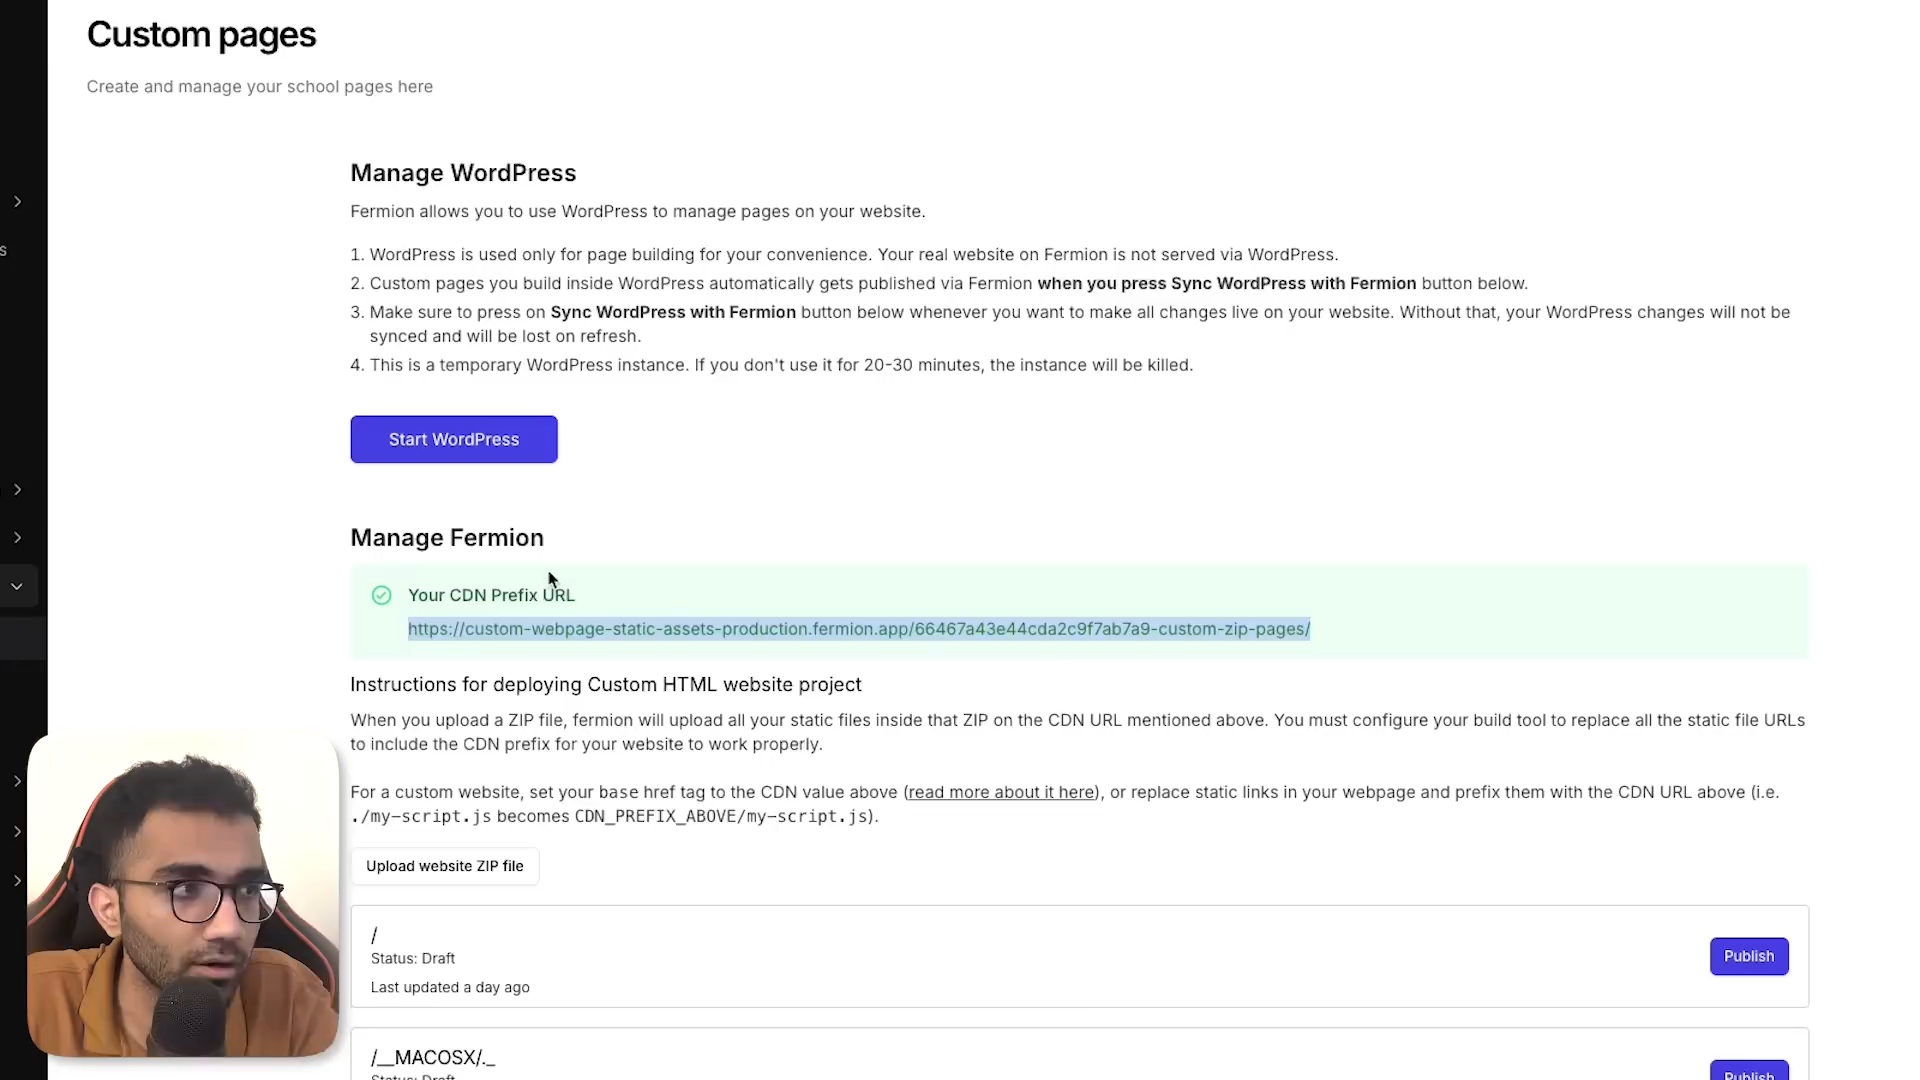 Custom pages
Create and manage your school pages here
Manage WordPress
Fermion allows you to use WordPress to manage pages on your website.
1. WordPress is used only for page building for your convenience. Your real website on Fermion is not served via WordPress.
2. Custom pages you build inside WordPress automatically gets published via Fermion when you press Sync WordPress with Fermion button below.
3. Make sure to press on Sync WordPress with Fermion button below whenever you want to make all changes live on your website. Without that, your WordPress changes will not be
synced and will be lost on refresh.
4. This is a temporary WordPress instance. If you don't use it for 20-30 minutes, the instance will be killed.
s
Start WordPress
Manage Fermion
Your CDN Prefix URL
https://custom-webpage-static-assets-production.fermion.app/66467a43e44cda2c9f7ab7a9-custom-zip-pages/
Instructions for deploying Custom HTML website project
When you upload a ZIP file, fermion will upload all your static files inside that ZIP on the CDN URL mentioned above. You must configure your build tool to replace all the static file URLs
to include the CDN prefix for your website to work properly.
For a custom website, set your base href tag to the CDN value above (read more about it here), or replace static links in your webpage and prefix them with the CDN URL above (i.e.
./my-script.js becomes CDN_PREFIX_ABOVE/my-script.js).
Upload website ZIP file
/
Status: Draft
Last updated a day ago
Publish
/__MACOSX/._
Status: Draft
Publish